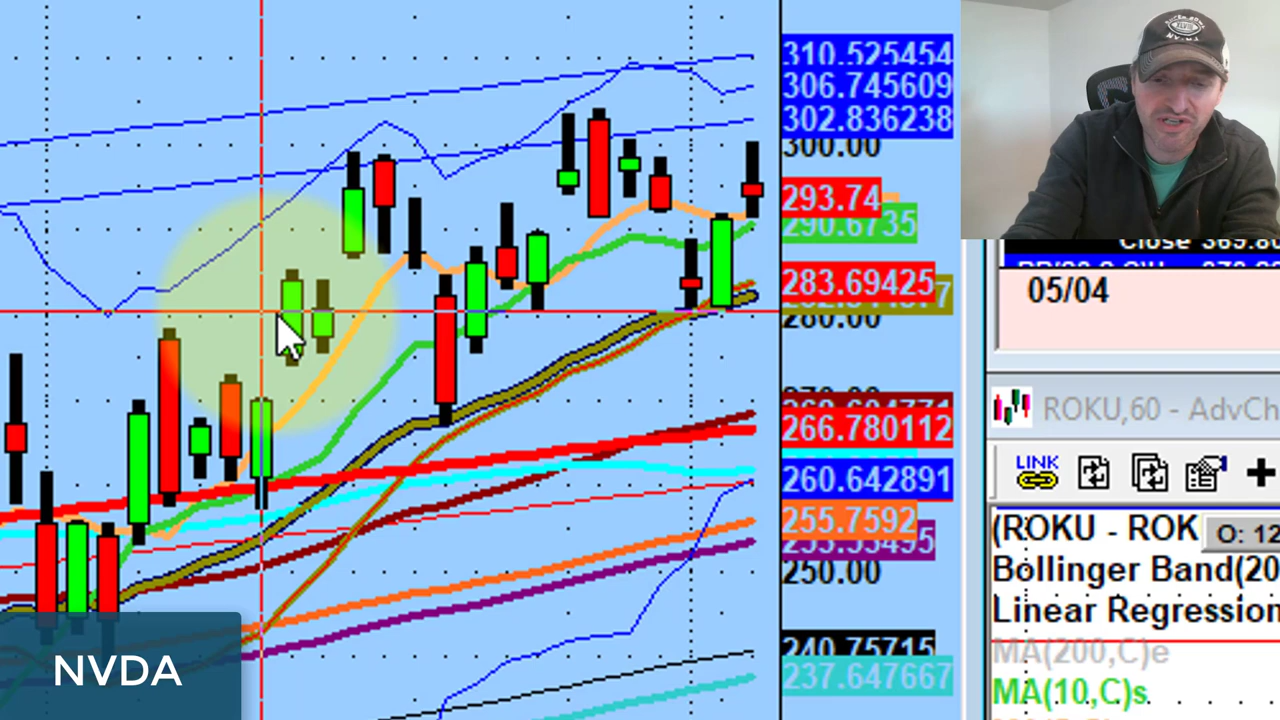 310.525454
306.745609
302.836238
300.00
293.74
290.6735
283.69425
280.00
266.780112
260.642891
255.7592
250.00
240.75715
237.647667
NVDA
05/04
ROKU,60 - AdvCh
LINK
(ROKU - ROK
O: 12
Bollinger Band(20
Linear Regression
MA(200,C)e
MA(10,C)s